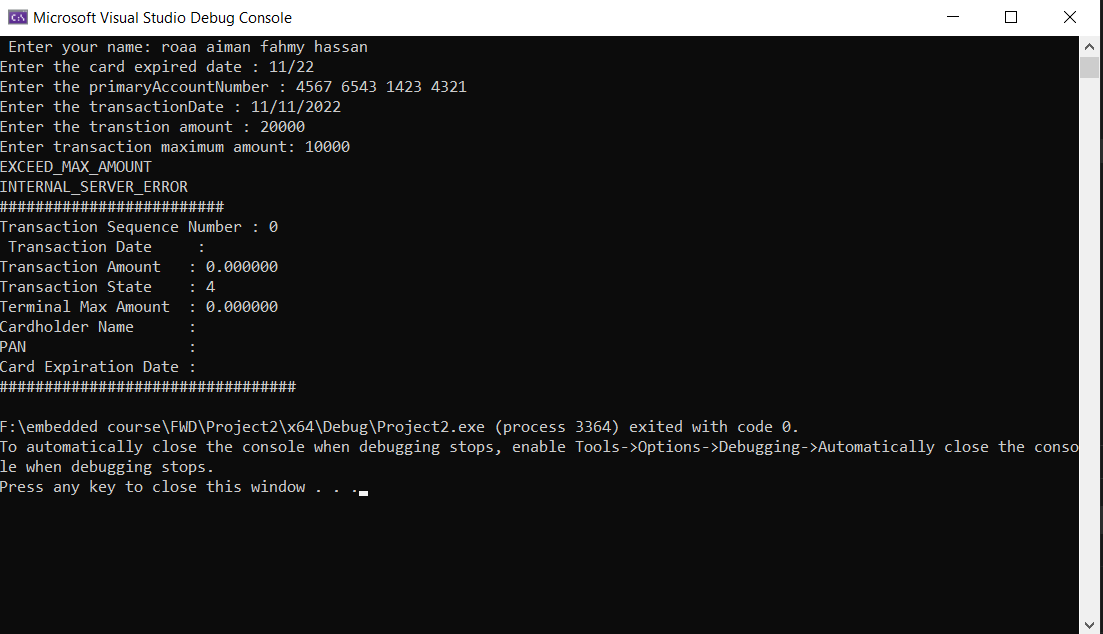 Microsoft Visual Studio Debug Console
Enter your name: roaa aiman fahmy hassan
Enter the card expired date : 11/22
Enter the primaryAccountNumber : 4567 6543 1423 4321
Enter the transactionDate : 11/11/2022
Enter the transtion amount : 20000
Enter transaction maximum amount: 10000
EXCEED_MAX_AMOUNT
INTERNAL_SERVER_ERROR
#########################
Transaction Sequence Number : 0
Transaction Date     :
Transaction Amount   : 0.000000
Transaction State    : 4
Terminal Max Amount  : 0.000000
Cardholder Name      :
PAN                  :
Card Expiration Date :
#################################
F:\embedded course\FWD\Project2\x64\Debug\Project2.exe (process 3364) exited with code 0.
To automatically close the console when debugging stops, enable Tools->Options->Debugging->Automatically close the conso
le when debugging stops.
Press any key to close this window . . .